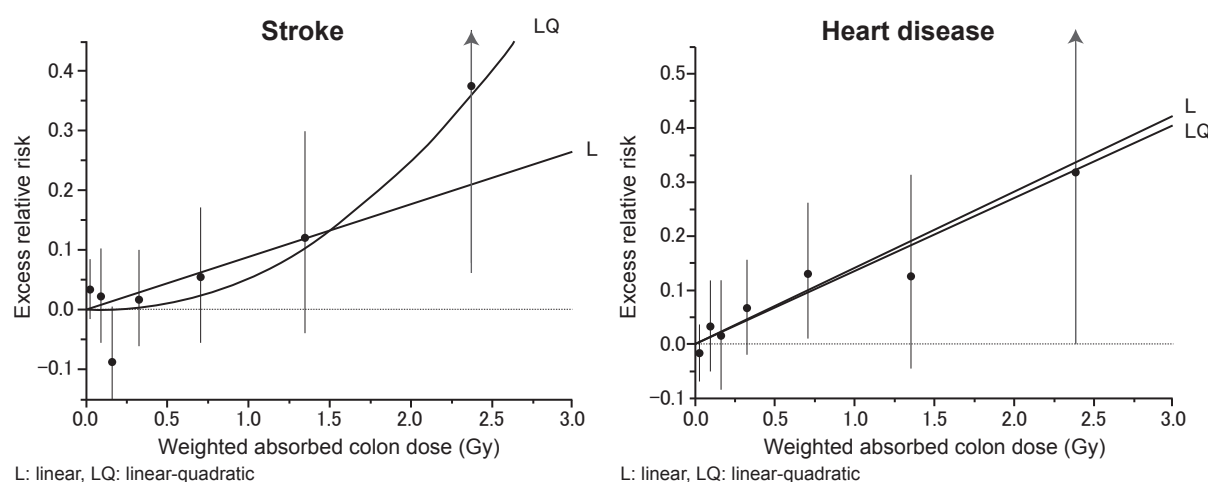 Stroke
LQ
0.4
0.3
0.2
0.1
0.0
−0.1
L
Excess relative risk
0.0 0.5 1.0 1.5 2.0 2.5 3.0
Weighted absorbed colon dose (Gy)
L: linear, LQ: linear-quadratic
Heart disease
0.5
0.4
0.3
0.2
0.1
0.0
−0.1
L
LQ
Excess relative risk
0.0 0.5 1.0 1.5 2.0 2.5 3.0
Weighted absorbed colon dose (Gy)
L: linear, LQ: linear-quadratic